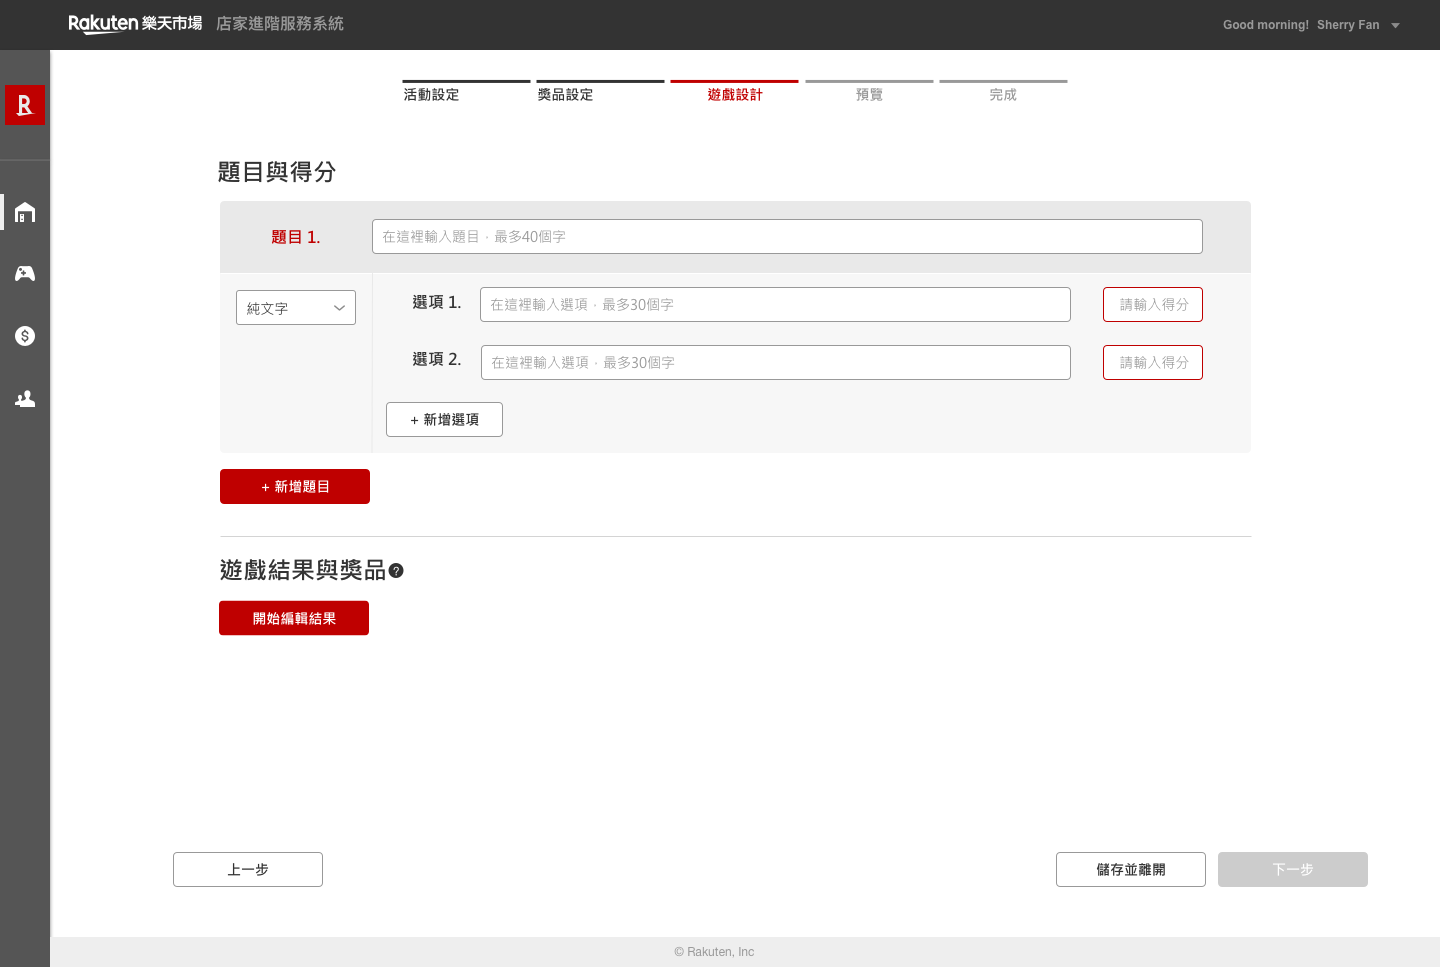 Rakuten 樂天市場 店家進階服務系統
Good morning! Sherry Fan
R
活動設定 獎品設定 遊戲設計 預覽 完成
題目與得分
題目 1. 在這裡輸入題目，最多40個字
純文字
選項 1. 在這裡輸入選項，最多30個字 請輸入得分
選項 2. 在這裡輸入選項，最多30個字 請輸入得分
+ 新增選項
+ 新增題目
遊戲結果與獎品 ?
開始編輯結果
上一步 儲存並離開 下一步
© Rakuten, Inc